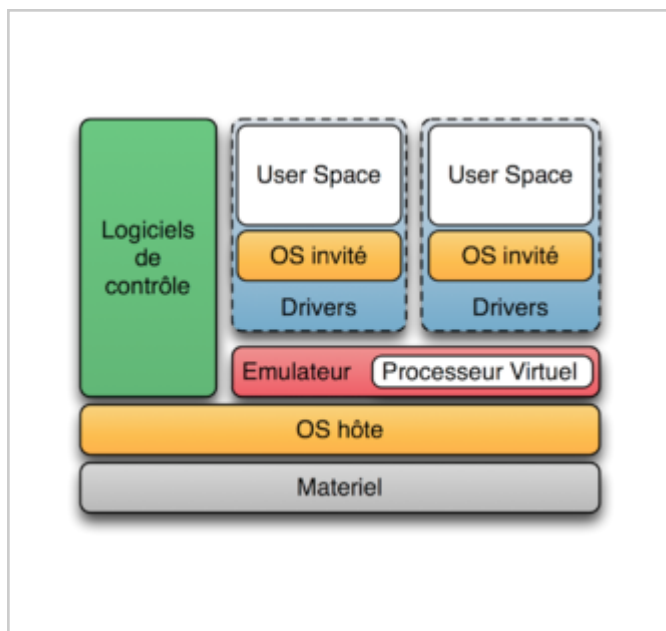 Logiciels
de
contrôle
User Space
OS invité
Drivers
User Space
OS invité
Drivers
Emulateur
Processeur Virtuel
OS hôte
Materiel